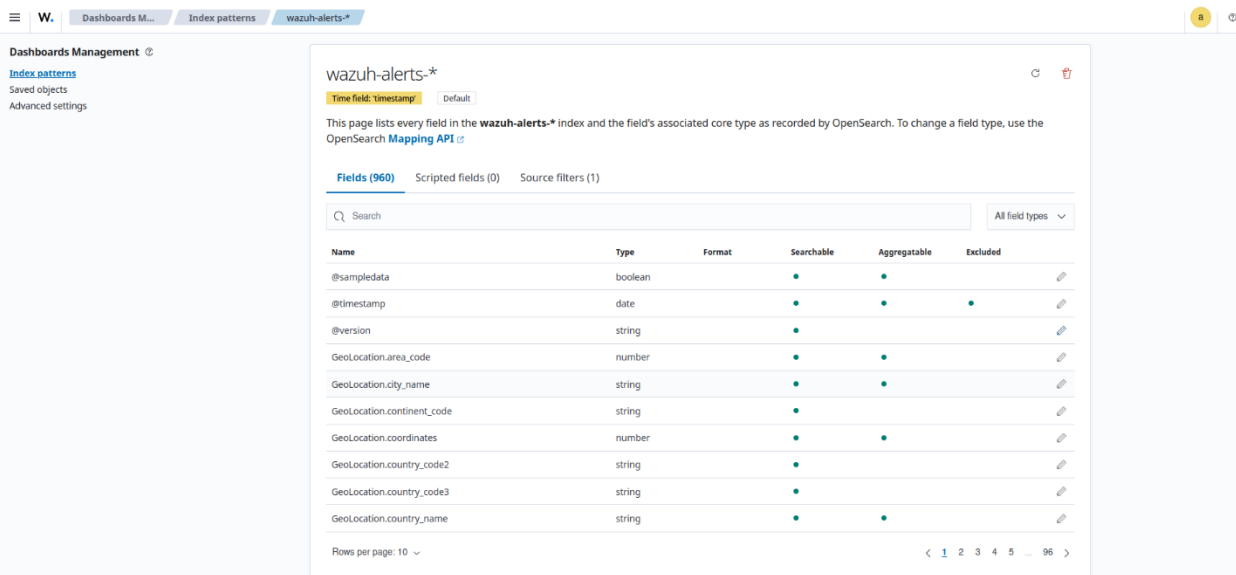 W. Dashboards M... Index patterns wazuh-alerts-* a
Dashboards Management
Index patterns
Saved objects
Advanced settings
wazuh-alerts-*
Time field: 'timestamp' Default
This page lists every field in the wazuh-alerts-* index and the field's associated core type as recorded by OpenSearch. To change a field type, use the
OpenSearch Mapping API
Fields (960) Scripted fields (0) Source filters (1)
Search All field types
Name Type Format Searchable Aggregatable Excluded
@sampledata boolean
@timestamp date
@version string
GeoLocation.area_code number
GeoLocation.city_name string
GeoLocation.continent_code string
GeoLocation.coordinates number
GeoLocation.country_code2 string
GeoLocation.country_code3 string
GeoLocation.country_name string
Rows per page: 10 < 1 2 3 4 5 ... 96 >